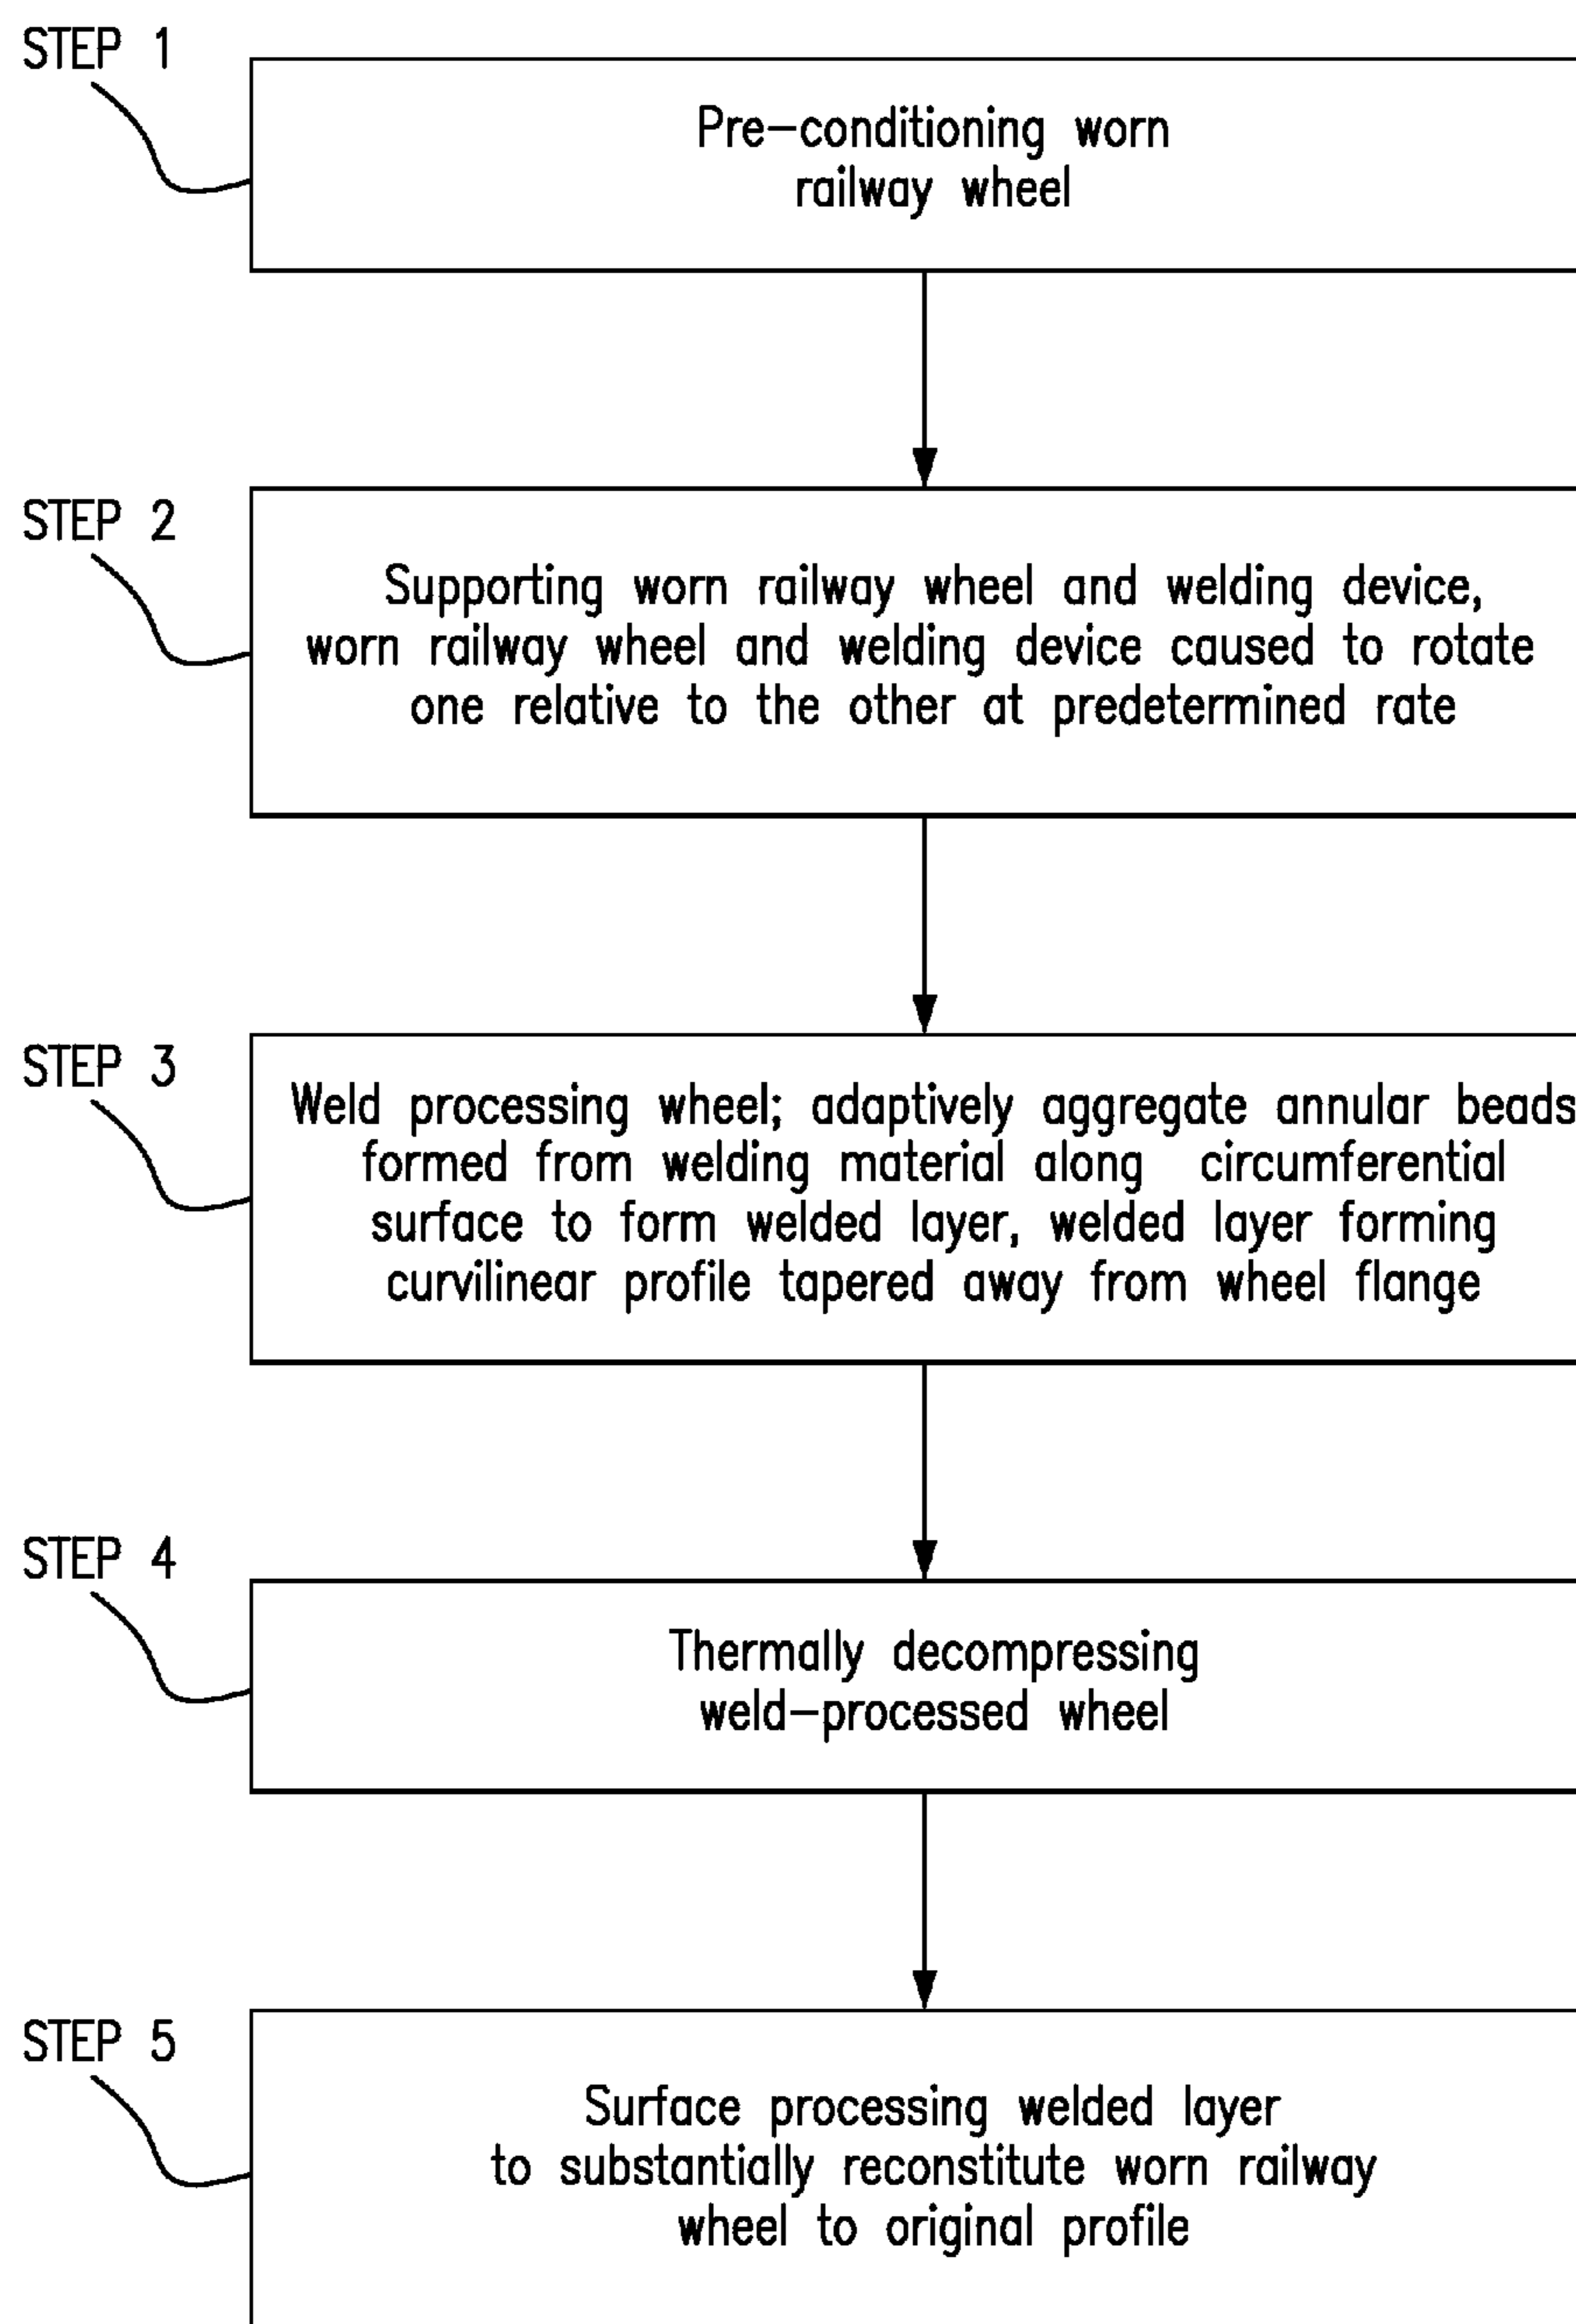 STEP 1
Pre-conditioning worn
railway wheel
STEP 2
Supporting worn railway wheel and welding device,
worn railway wheel and welding device caused to rotate
one relative to the other at predetermined rate
STEP 3
Weld processing wheel; adaptively aggregate annular beads
formed from welding material along circumferential
surface to form welded layer, welded layer forming
curvilinear profile tapered away from wheel flange
STEP 4
Thermally decompressing
weld-processed wheel
STEP 5
Surface processing welded layer
to substantially reconstitute worn railway
wheel to original profile